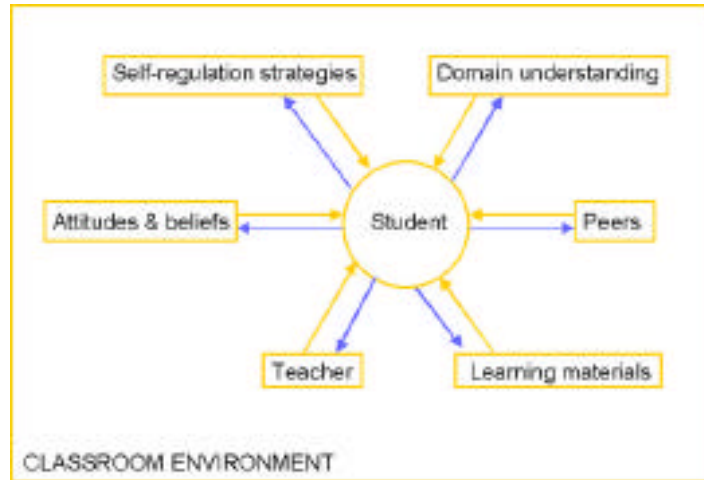 Self-regulation strategies
Domain understanding
Attitudes & beliefs
Student
Peers
Teacher
Learning materials
CLASSROOM ENVIRONMENT